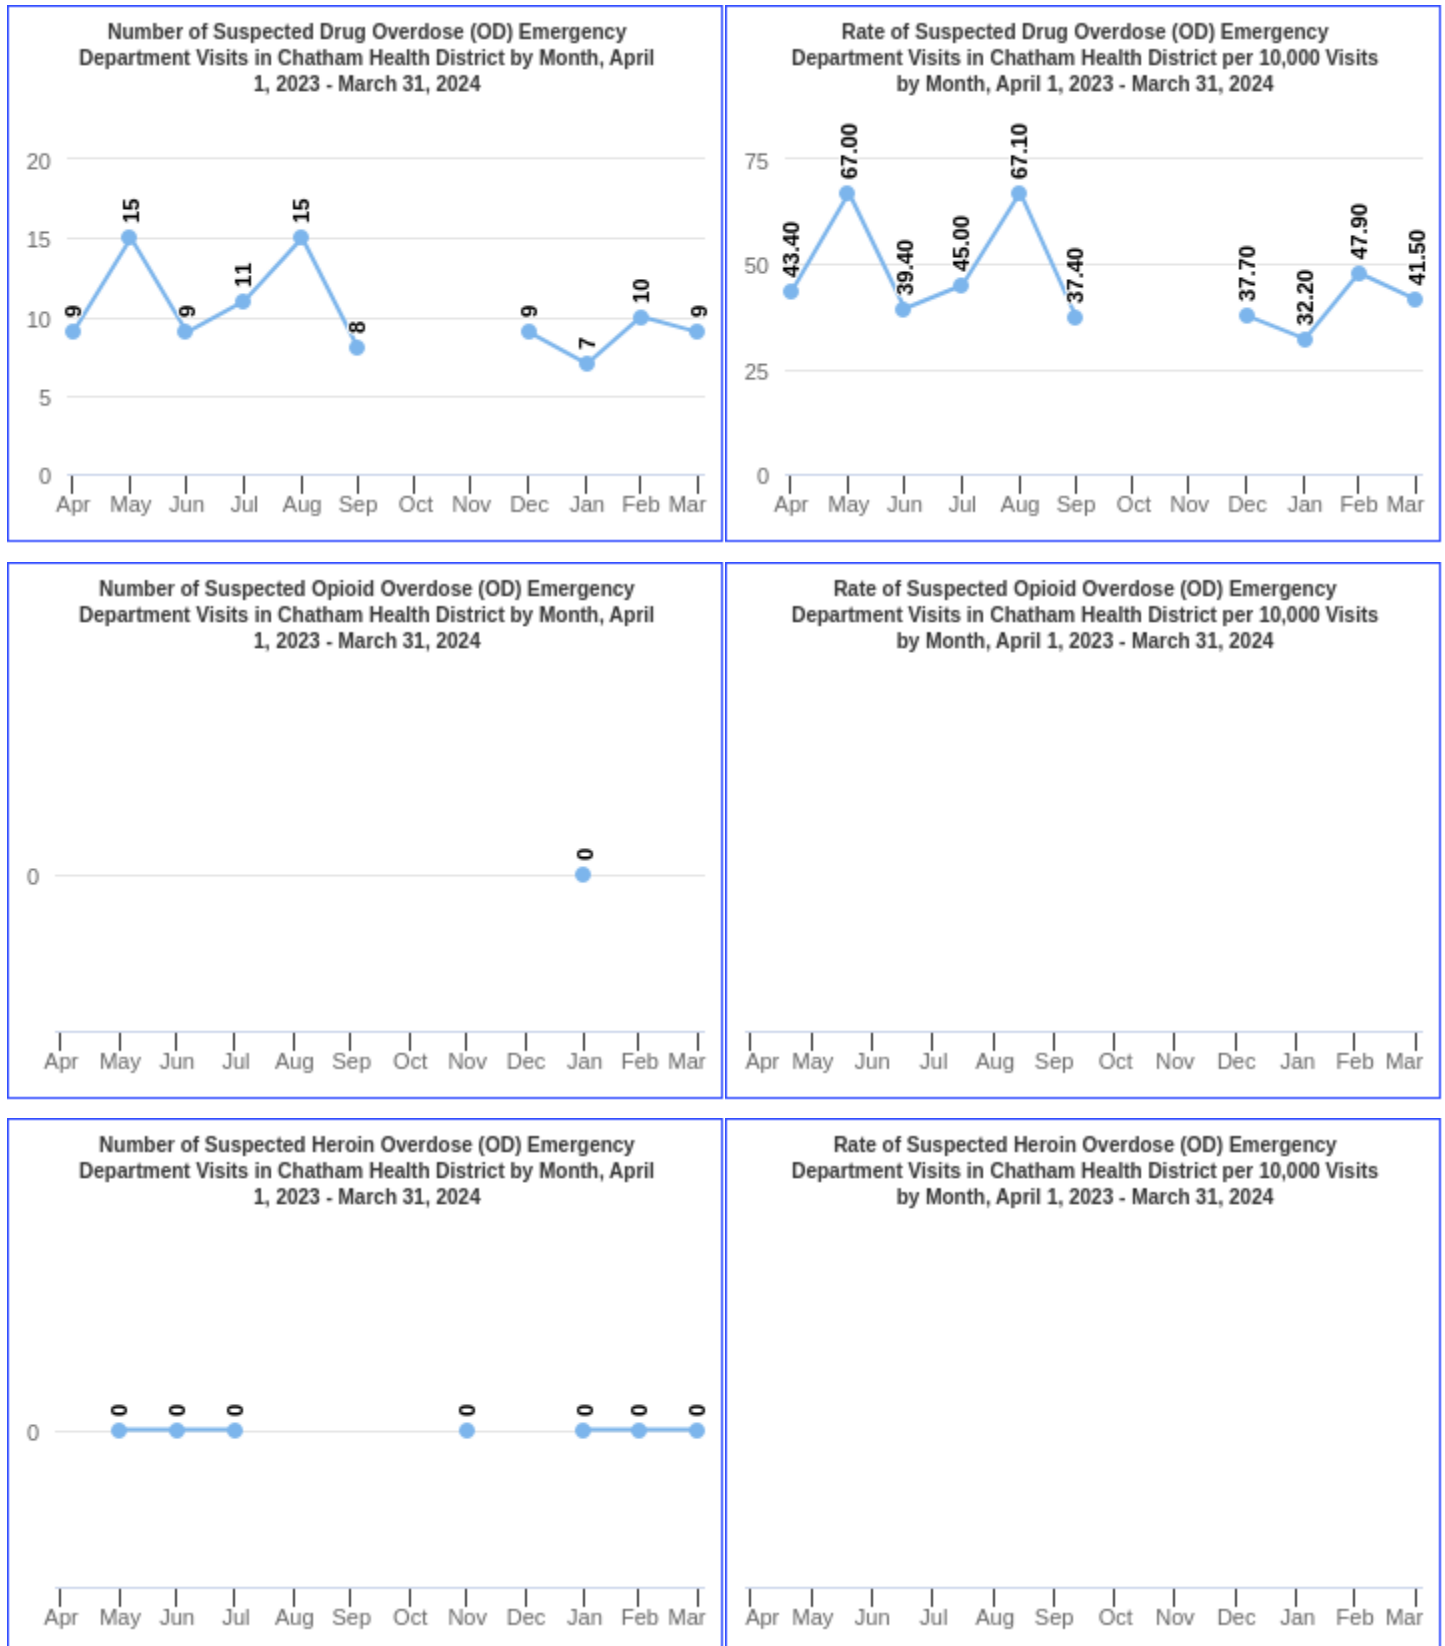 Number of Suspected Drug Overdose (OD) Emergency
Department Visits in Chatham Health District by Month, April
1, 2023 - March 31, 2024
20
15
10
5
0
9
15
9
11
15
8
9
7
10
9
Apr May Jun Jul Aug Sep Oct Nov Dec Jan Feb Mar
Rate of Suspected Drug Overdose (OD) Emergency
Department Visits in Chatham Health District per 10,000 Visits
by Month, April 1, 2023 - March 31, 2024
75
50
25
0
43.40
67.00
39.40
45.00
67.10
37.40
37.70
32.20
47.90
41.50
Apr May Jun Jul Aug Sep Oct Nov Dec Jan Feb Mar
Number of Suspected Opioid Overdose (OD) Emergency
Department Visits in Chatham Health District by Month, April
1, 2023 - March 31, 2024
0
0
Apr May Jun Jul Aug Sep Oct Nov Dec Jan Feb Mar
Rate of Suspected Opioid Overdose (OD) Emergency
Department Visits in Chatham Health District per 10,000 Visits
by Month, April 1, 2023 - March 31, 2024
Apr May Jun Jul Aug Sep Oct Nov Dec Jan Feb Mar
Number of Suspected Heroin Overdose (OD) Emergency
Department Visits in Chatham Health District by Month, April
1, 2023 - March 31, 2024
0
0
0
0
0
0
0
0
Apr May Jun Jul Aug Sep Oct Nov Dec Jan Feb Mar
Rate of Suspected Heroin Overdose (OD) Emergency
Department Visits in Chatham Health District per 10,000 Visits
by Month, April 1, 2023 - March 31, 2024
Apr May Jun Jul Aug Sep Oct Nov Dec Jan Feb Mar